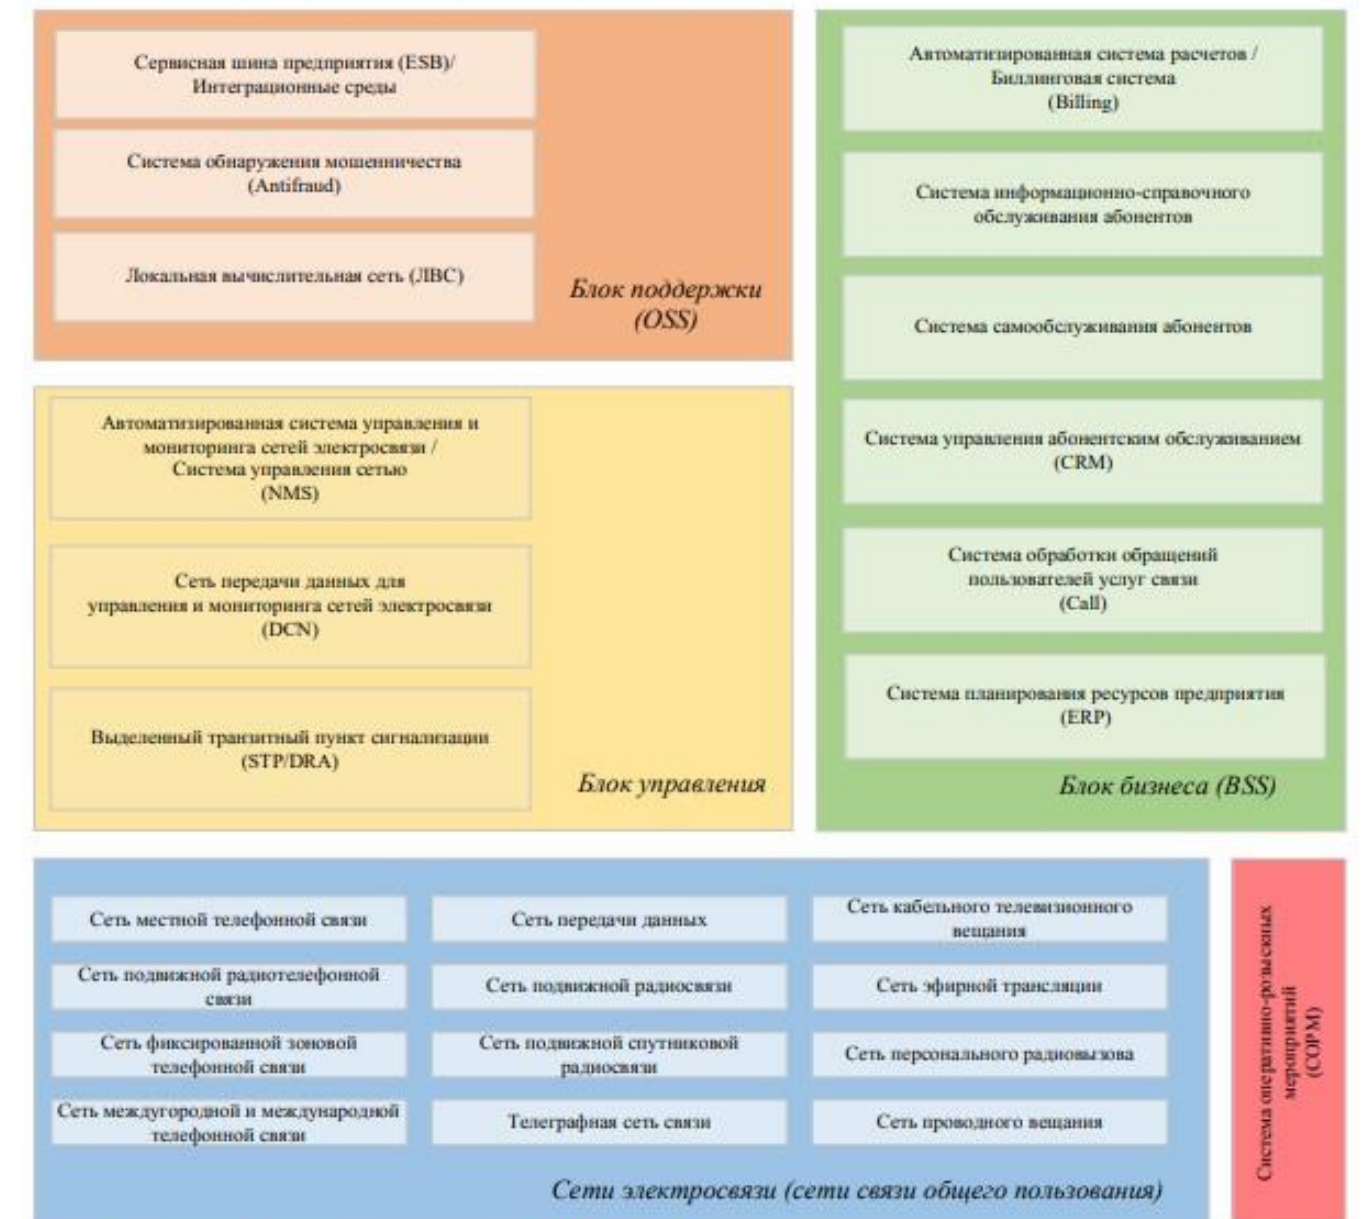 Сервисная шина предприятия (ESB)/
Интеграционные среды
Система обнаружения мошенничества
(Antifraud)
Локальная вычислительная сеть (ЛВС)
Блок поддержки
(OSS)
Автоматизированная система управления и
мониторинга сетей электросвязи /
Система управления сетью
(NMS)
Сеть передачи данных для
управления и мониторинга сетей электросвязи
(DCN)
Выделенный транзитный пункт сигнализации
(STP/DRA)
Блок управления
Автоматизированная система расчетов /
Биллинговая система
(Billing)
Система информационно-справочного
обслуживания абонентов
Система самообслуживания абонентов
Система управления абонентским обслуживанием
(CRM)
Система обработки обращений
пользователей услуг связи
(Call)
Система планирования ресурсов предприятия
(ERP)
Блок бизнеса (BSS)
Сеть местной телефонной связи
Сеть подвижной радиотелефонной
связи
Сеть фиксированной зоновой
телефонной связи
Сеть междугородной и международной
телефонной связи
Сеть передачи данных
Сеть подвижной радиосвязи
Сеть подвижной спутниковой
радиосвязи
Телеграфная сеть связи
Сеть кабельного телевизионного
вещания
Сеть эфирной трансляции
Сеть персонального радиовызова
Сеть проводного вещания
Сети электросвязи (сети связи общего пользования)
Система оперативно-розыскных
мероприятий
(СОРМ)